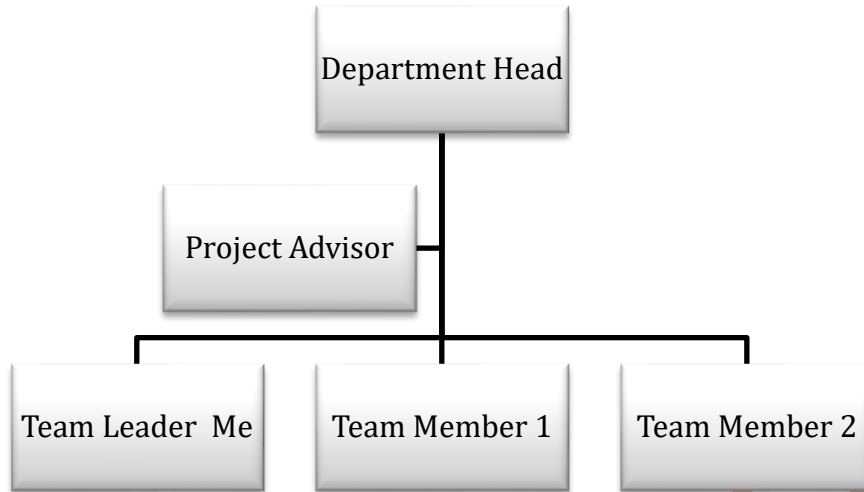 Department Head
Project Advisor
Team Leader  Me
Team Member 1
Team Member 2